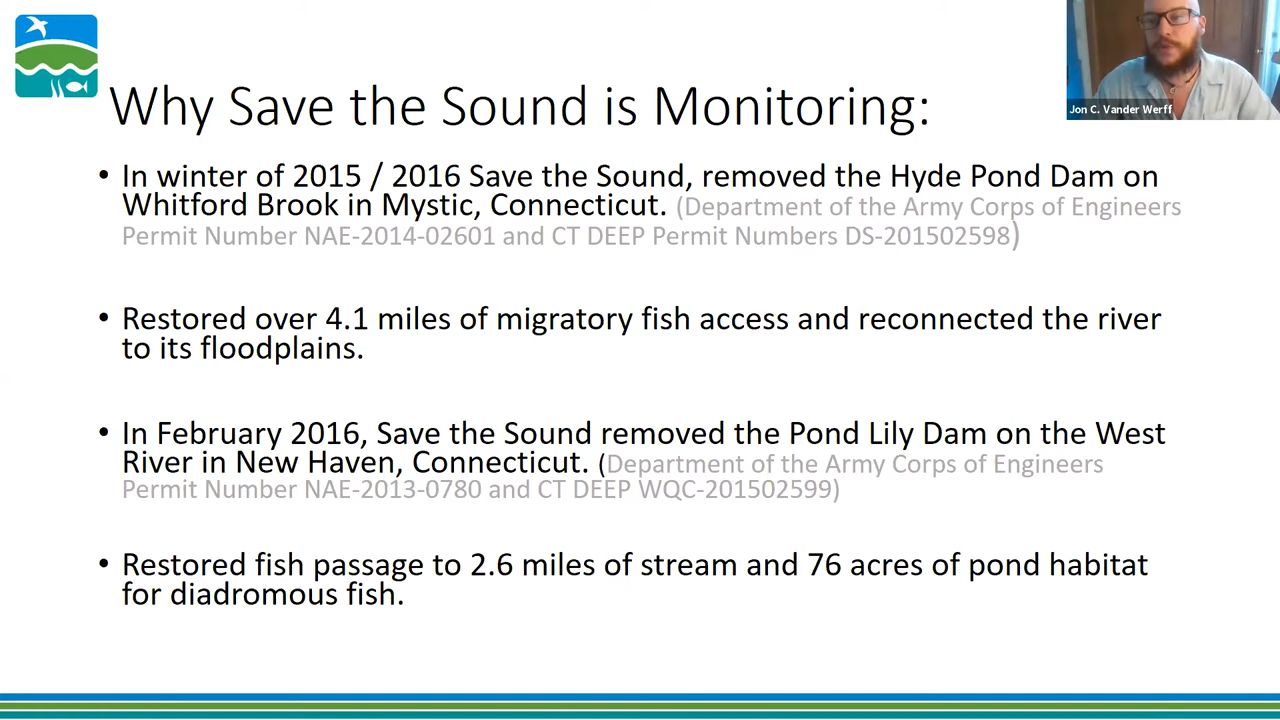 Jon C. Vander Werff
Why Save the Sound is Monitoring:
• In winter of 2015 / 2016 Save the Sound, removed the Hyde Pond Dam on
Whitford Brook in Mystic, Connecticut. (Department of the Army Corps of Engineers
Permit Number NAE-2014-02601 and CT DEEP Permit Numbers DS-201502598)
• Restored over 4.1 miles of migratory fish access and reconnected the river
to its floodplains.
• In February 2016, Save the Sound removed the Pond Lily Dam on the West
River in New Haven, Connecticut. (Department of the Army Corps of Engineers
Permit Number NAE-2013-0780 and CT DEEP WQC-201502599)
• Restored fish passage to 2.6 miles of stream and 76 acres of pond habitat
for diadromous fish.